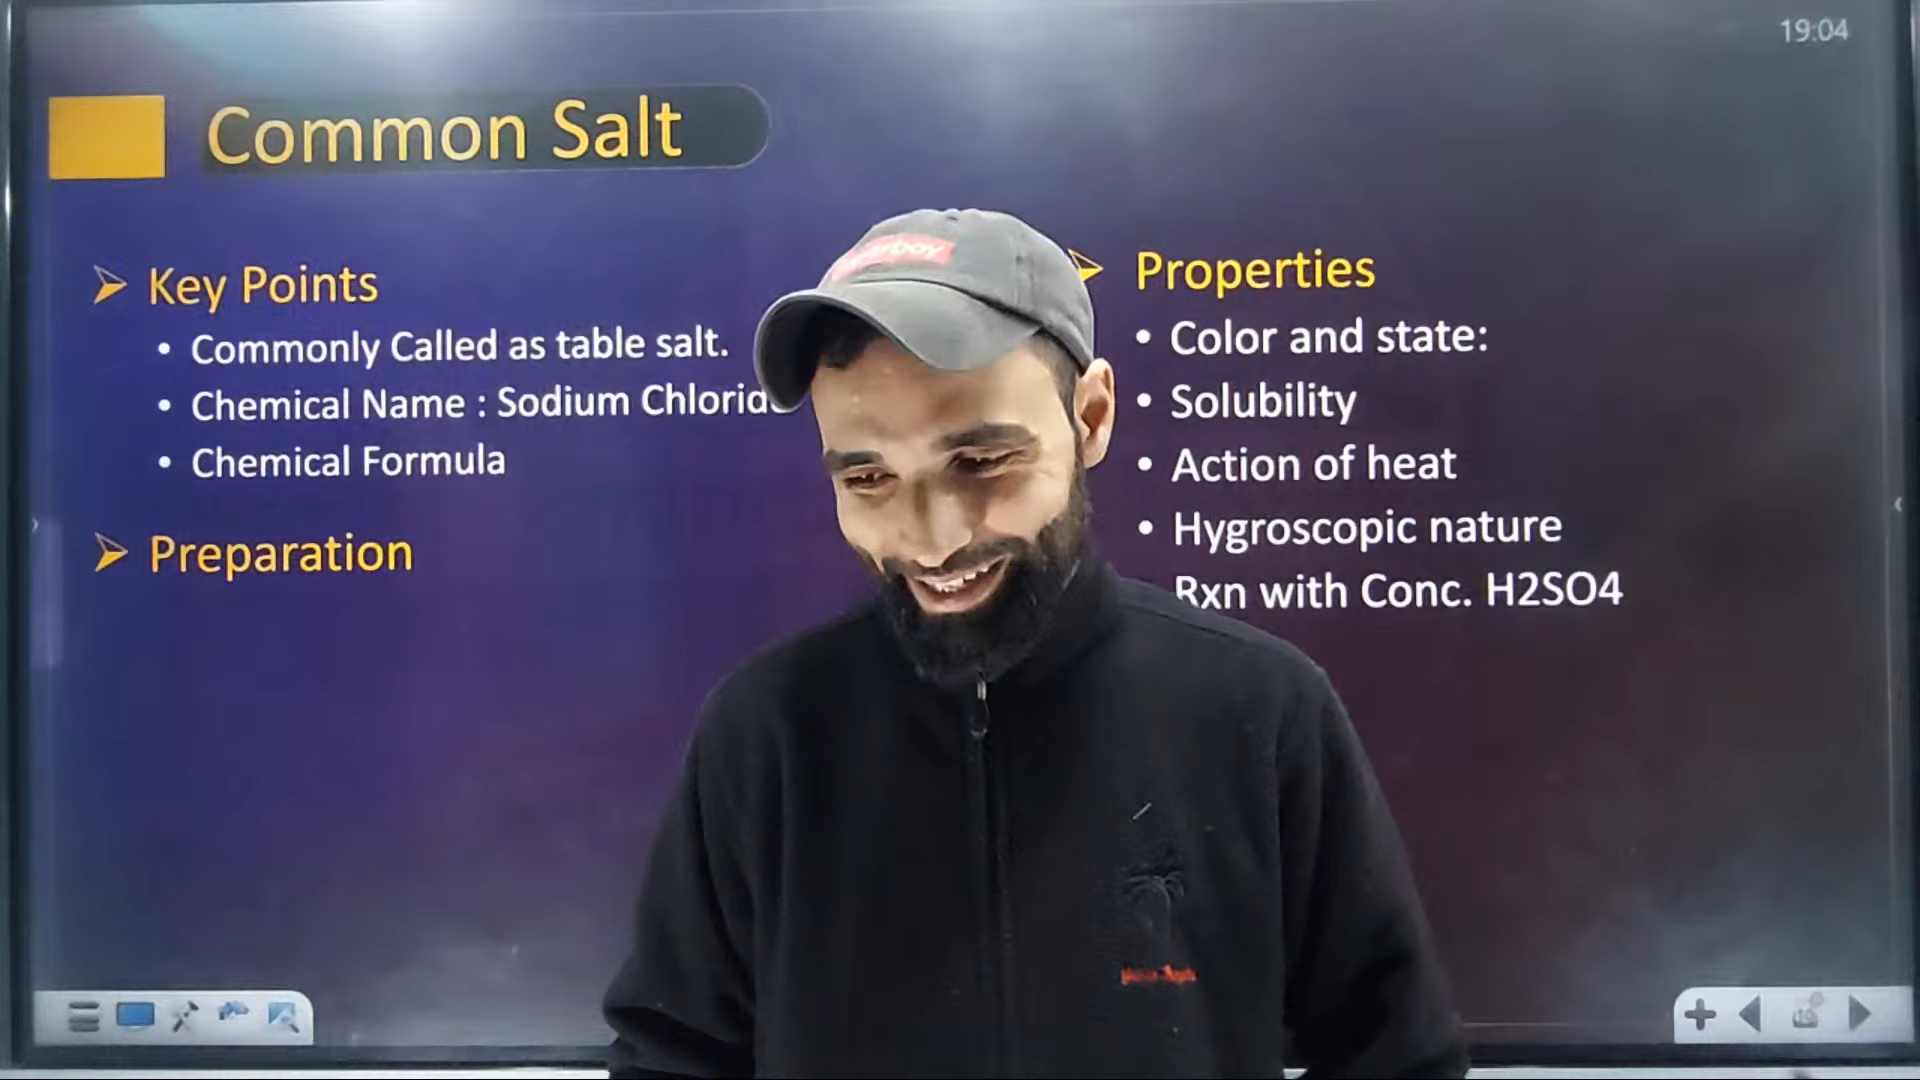 19:04
Common Salt
Key Points
• Commonly Called as table salt.
• Chemical Name : Sodium Chloride
• Chemical Formula
Preparation
Properties
• Color and state:
• Solubility
• Action of heat
• Hygroscopic nature
Rxn with Conc. H2SO4